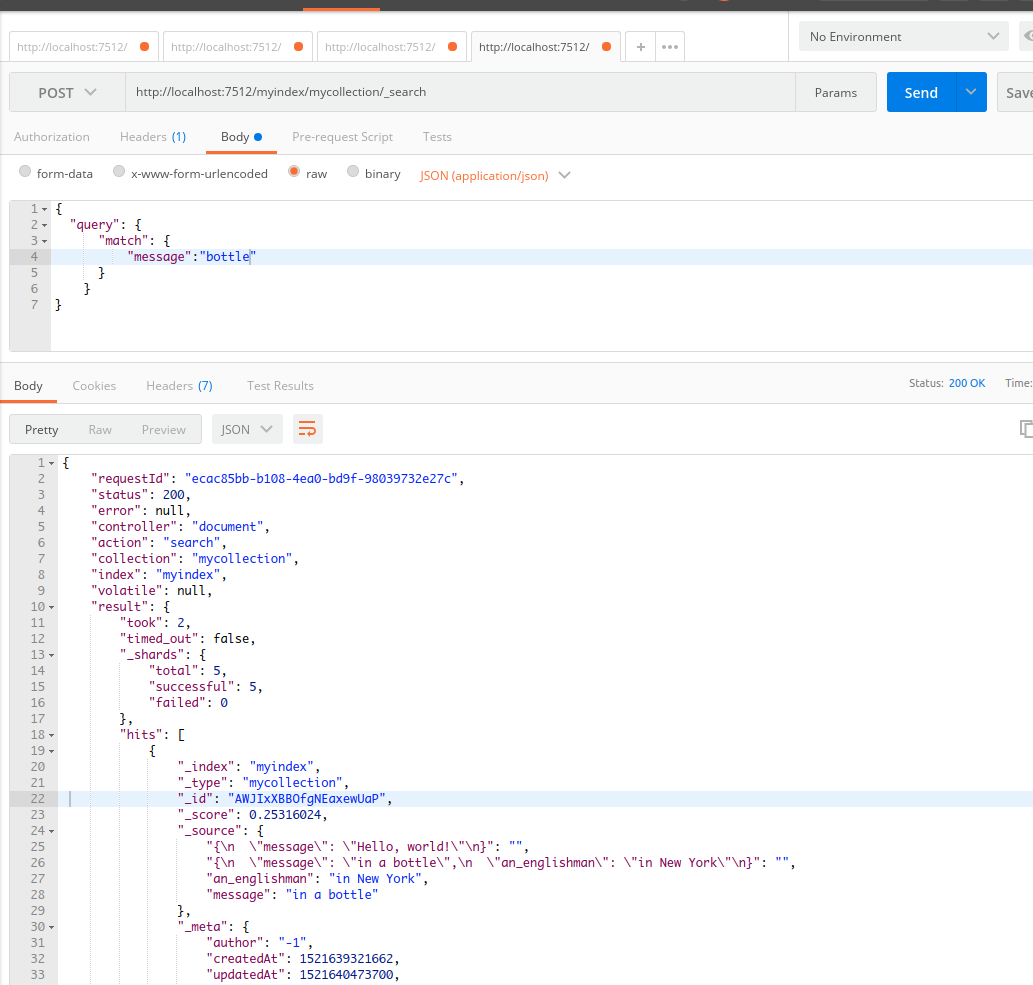 http://localhost:7512/ http://localhost:7512/ http://localhost:7512/ http://localhost:7512/ + ••• No Environment
POST http://localhost:7512/myindex/mycollection/_search Params Send Save
Authorization Headers (1) Body Pre-request Script Tests
form-data x-www-form-urlencoded raw binary JSON (application/json)
1 {
2 "query": {
3 "match": {
4 "message":"bottle"
5 }
6 }
7 }
Body Cookies Headers (7) Test Results Status: 200 OK Time:
Pretty Raw Preview JSON
1 {
2 "requestId": "ecac85bb-b108-4ea0-bd9f-98039732e27c",
3 "status": 200,
4 "error": null,
5 "controller": "document",
6 "action": "search",
7 "collection": "mycollection",
8 "index": "myindex",
9 "volatile": null,
10 "result": {
11 "took": 2,
12 "timed_out": false,
13 "_shards": {
14 "total": 5,
15 "successful": 5,
16 "failed": 0
17 },
18 "hits": [
19 {
20 "_index": "myindex",
21 "_type": "mycollection",
22 "_id": "AWJIxXBBOfgNEaxewUaP",
23 "_score": 0.25316024,
24 "_source": {
25 "{\n  \"message\": \"Hello, world!\"\n}": "",
26 "{\n  \"message\": \"in a bottle\",\n  \"an_englishman\": \"in New York\"\n}": "",
27 "an_englishman": "in New York",
28 "message": "in a bottle"
29 },
30 "_meta": {
31 "author": "-1",
32 "createdAt": 1521639321662,
33 "updatedAt": 1521640473700,